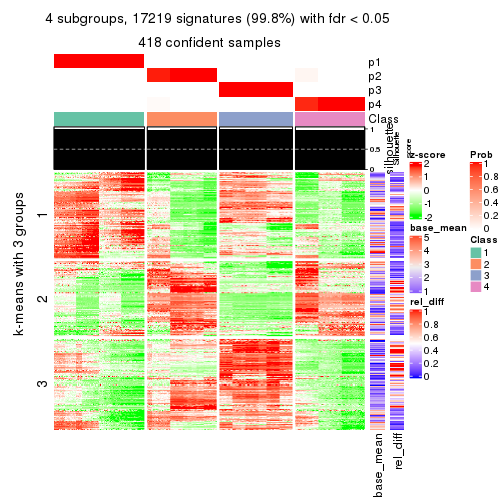 4 subgroups, 17219 signatures (99.8%) with fdr < 0.05
418 confident samples
p1
p2
p3
p4
Class
1
0.5
0
silhouette
Silhouette
score
k-means with 3 groups
1
2
3
base_mean
rel_diff
z-score
2
1
0
-1
-2
base_mean
5
4
3
2
1
rel_diff
1
0.8
0.6
0.4
0.2
0
Prob
1
0.8
0.6
0.4
0.2
0
Class
1
2
3
4